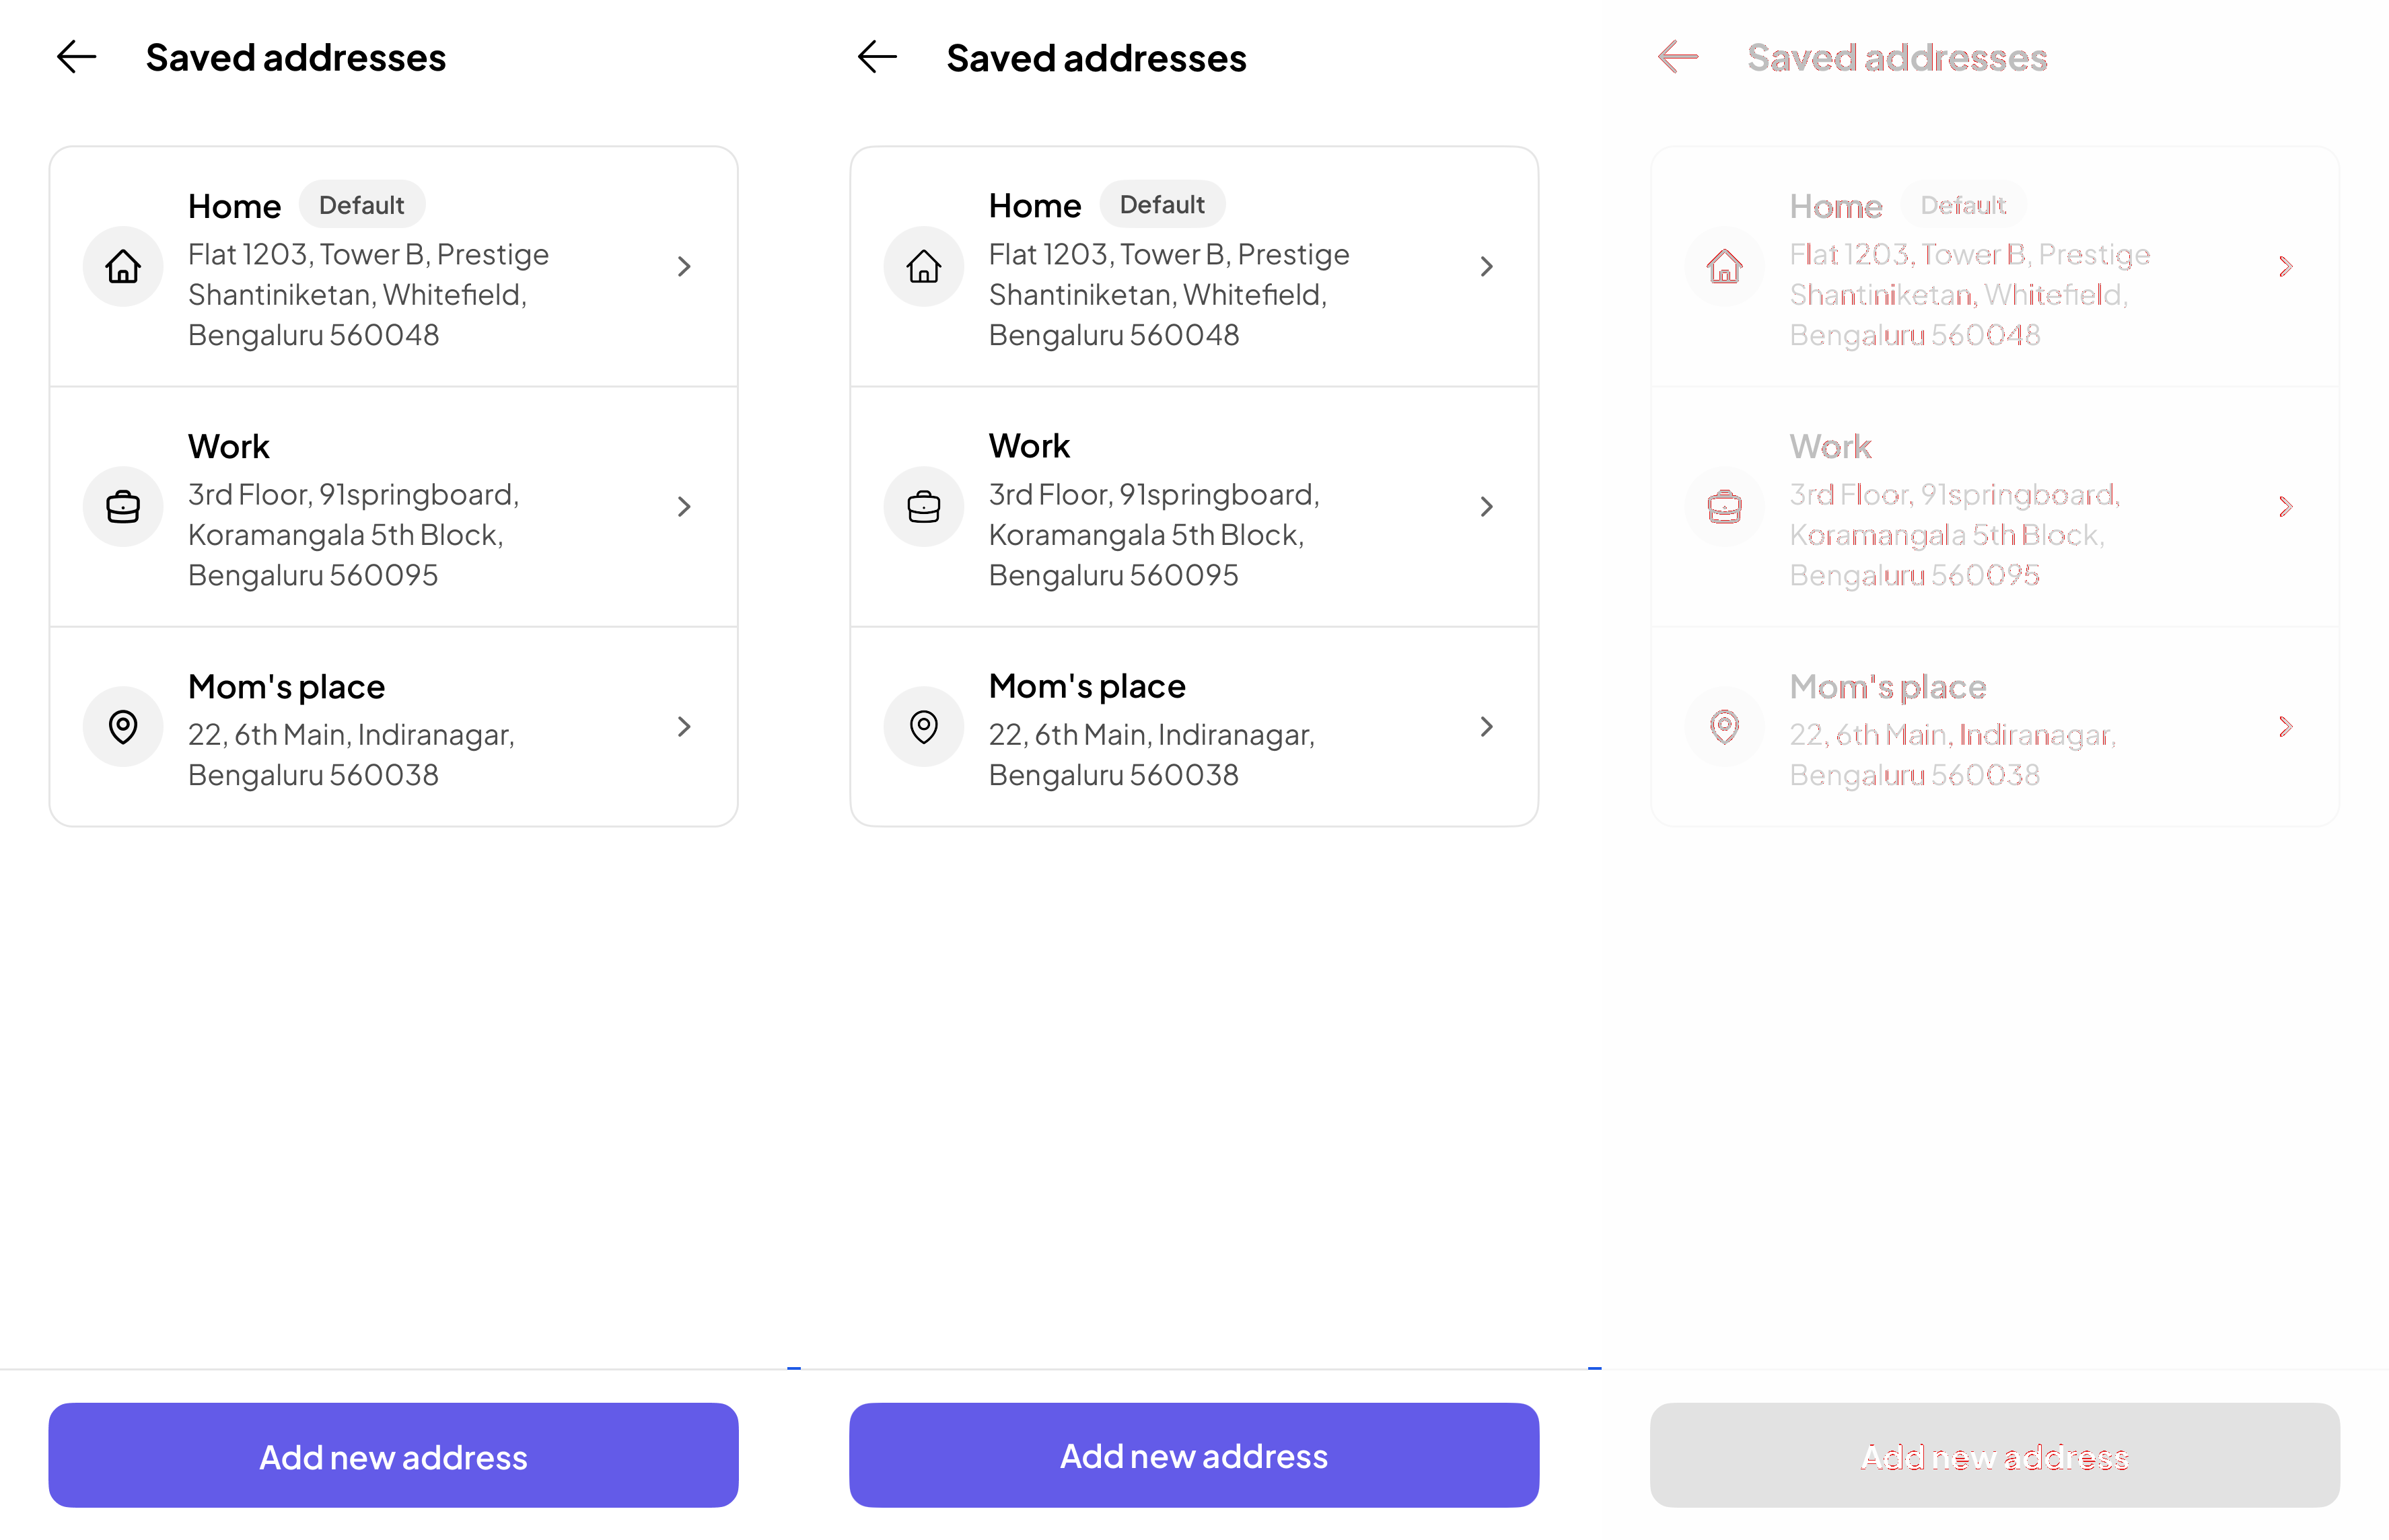 Saved addresses
Home
Default
Flat 1203, Tower B, Prestige
Shantiniketan, Whitefield,
Bengaluru 560048
Work
3rd Floor, 91springboard,
Koramangala 5th Block,
Bengaluru 560095
Mom's place
22, 6th Main, Indiranagar,
Bengaluru 560038
Add new address
Saved addresses
Home
Default
Flat 1203, Tower B, Prestige
Shantiniketan, Whitefield,
Bengaluru 560048
Work
3rd Floor, 91springboard,
Koramangala 5th Block,
Bengaluru 560095
Mom's place
22, 6th Main, Indiranagar,
Bengaluru 560038
Add new address
Saved addresses
Home
Default
Flat 1203, Tower B, Prestige
Shantiniketan, Whitefield,
Bengaluru 560048
Work
3rd Floor, 91springboard,
Koramangala 5th Block,
Bengaluru 560095
Mom's place
22, 6th Main, Indiranagar,
Bengaluru 560038
Add new address